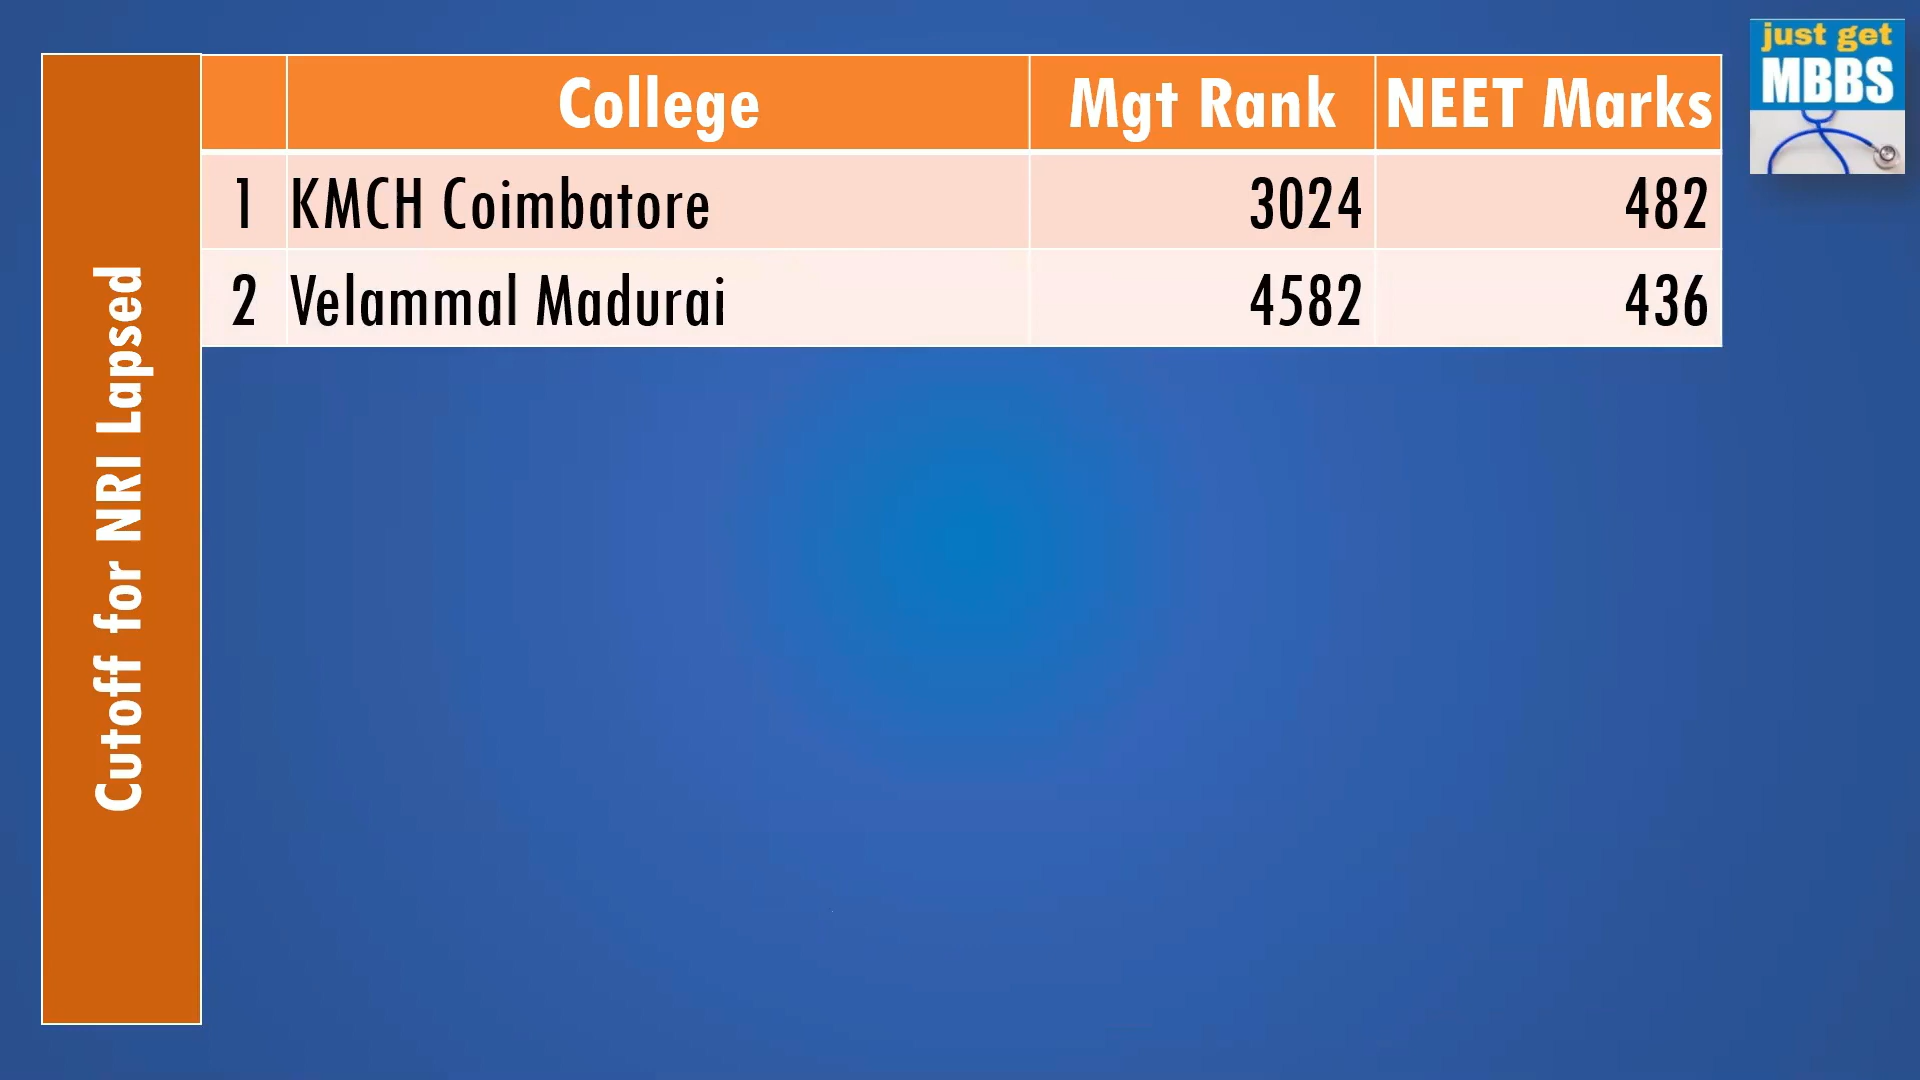 Cutoff for NRI Lapsed
College Mgt Rank NEET Marks
1 KMCH Coimbatore 3024 482
2 Velammal Madurai 4582 436
just get
MBBS